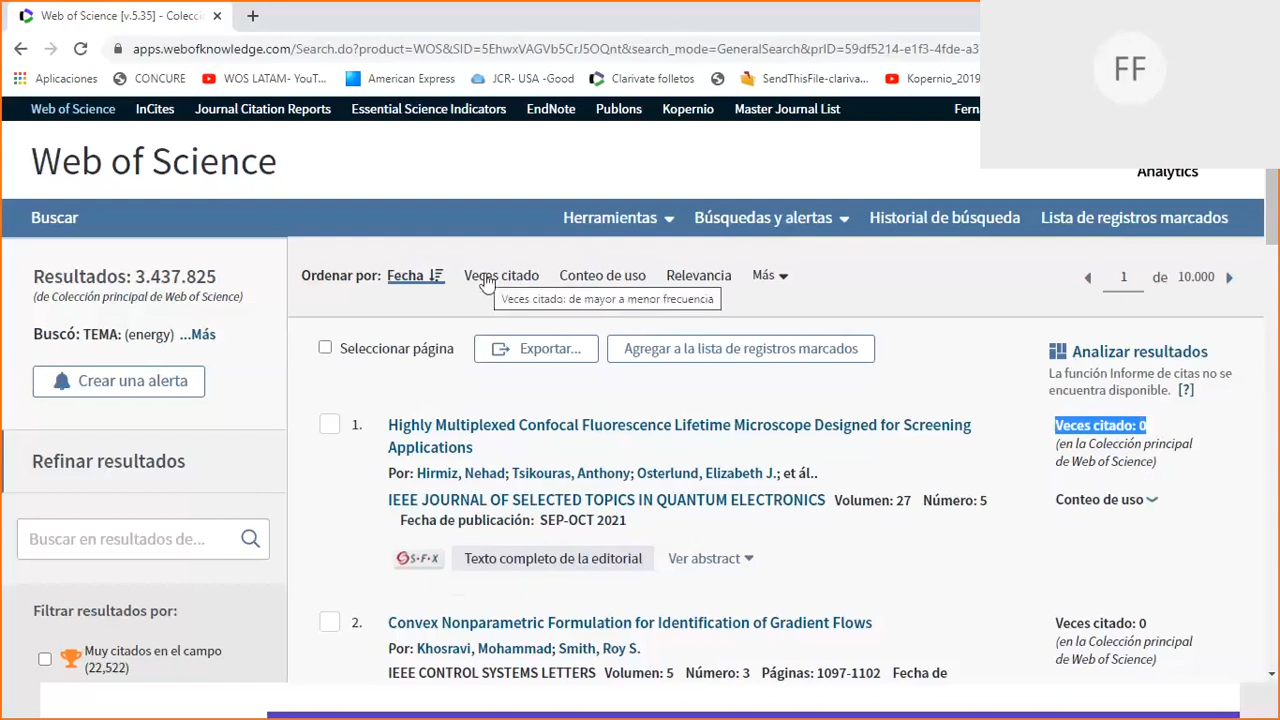 Web of Science [v.5.35] - Colecci
FF
apps.webofknowledge.com/Search.do?product=WOS&SID=5EhwxVAGVb5CrJ5OQnt&search_mode=GeneralSearch&prID=59df5214-e1f3-4fde-a3
Aplicaciones CONCURE WOS LATAM- YouT... American Express JCR- USA -Good Clarivate folletos SendThisFile-clariva... Kopernio_2019
Web of Science InCites Journal Citation Reports Essential Science Indicators EndNote Publons Kopernio Master Journal List Fern
Web of Science
Analytics
Buscar Herramientas Búsquedas y alertas Historial de búsqueda Lista de registros marcados
Resultados: 3.437.825
(de Colección principal de Web of Science)
Buscó: TEMA: (energy) ...Más
Crear una alerta
Refinar resultados
Buscar en resultados de...
Filtrar resultados por:
Muy citados en el campo
(22,522)
Ordenar por: Fecha Veces citado Conteo de uso Relevancia Más
1 de 10.000
Veces citado: de mayor a menor frecuencia
Seleccionar página Exportar... Agregar a la lista de registros marcados
Analizar resultados
La función Informe de citas no se
encuentra disponible. [?]
1. Highly Multiplexed Confocal Fluorescence Lifetime Microscope Designed for Screening
Applications
Por: Hirmiz, Nehad; Tsikouras, Anthony; Osterlund, Elizabeth J.; et ál..
IEEE JOURNAL OF SELECTED TOPICS IN QUANTUM ELECTRONICS Volumen: 27 Número: 5
Fecha de publicación: SEP-OCT 2021
S·F·X Texto completo de la editorial Ver abstract
Veces citado: 0
(en la Colección principal
de Web of Science)
Conteo de uso
2. Convex Nonparametric Formulation for Identification of Gradient Flows
Por: Khosravi, Mohammad; Smith, Roy S.
IEEE CONTROL SYSTEMS LETTERS Volumen: 5 Número: 3 Páginas: 1097-1102 Fecha de
Veces citado: 0
(en la Colección principal
de Web of Science)